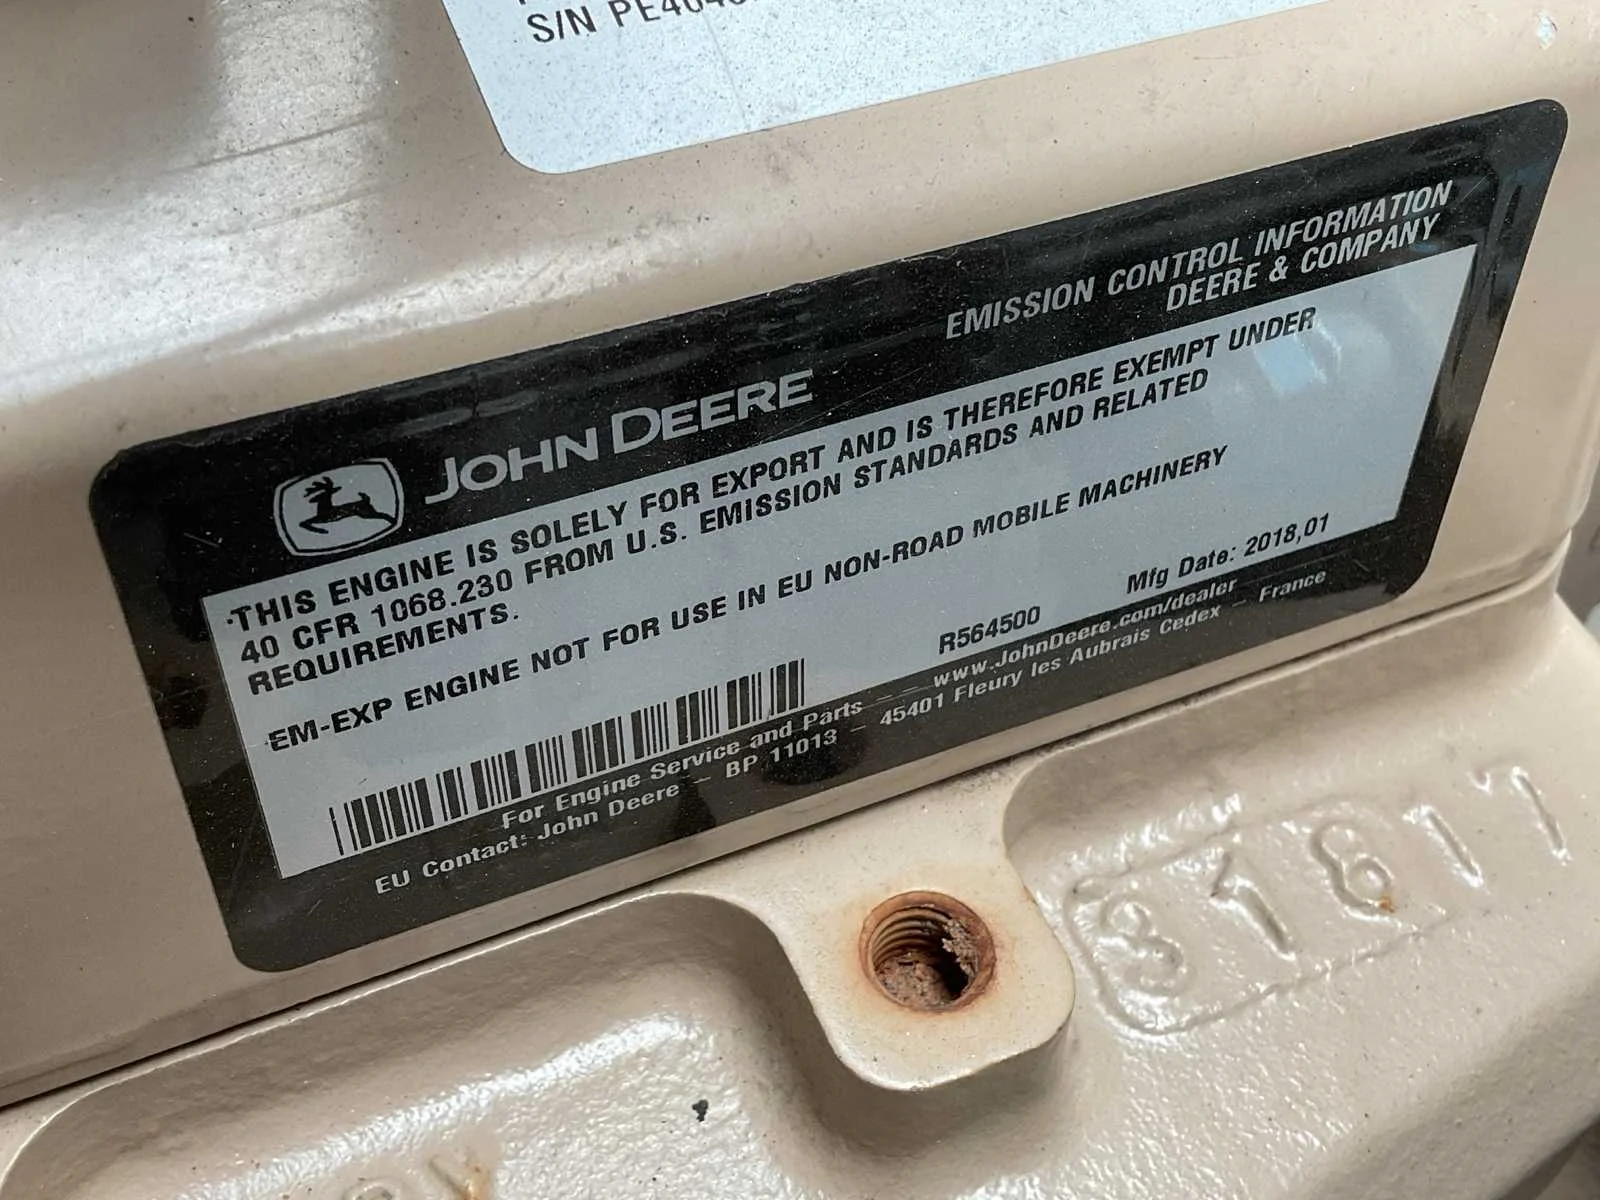 S/N
JOHN DEERE
EMISSION CONTROL INFORMATION
DEERE & COMPANY
THIS ENGINE IS SOLELY FOR EXPORT AND IS THEREFORE EXEMPT UNDER
40 CFR 1068.230 FROM U.S. EMISSION STANDARDS AND RELATED
REQUIREMENTS.
EM-EXP ENGINE NOT FOR USE IN EU NON-ROAD MOBILE MACHINERY
R564500
Mfg Date: 2018,01
For Engine Service and Parts -- www.JohnDeere.com/dealer
EU Contact: John Deere - BP 11013 - 45401 Fleury les Aubrais Cedex - France
31817